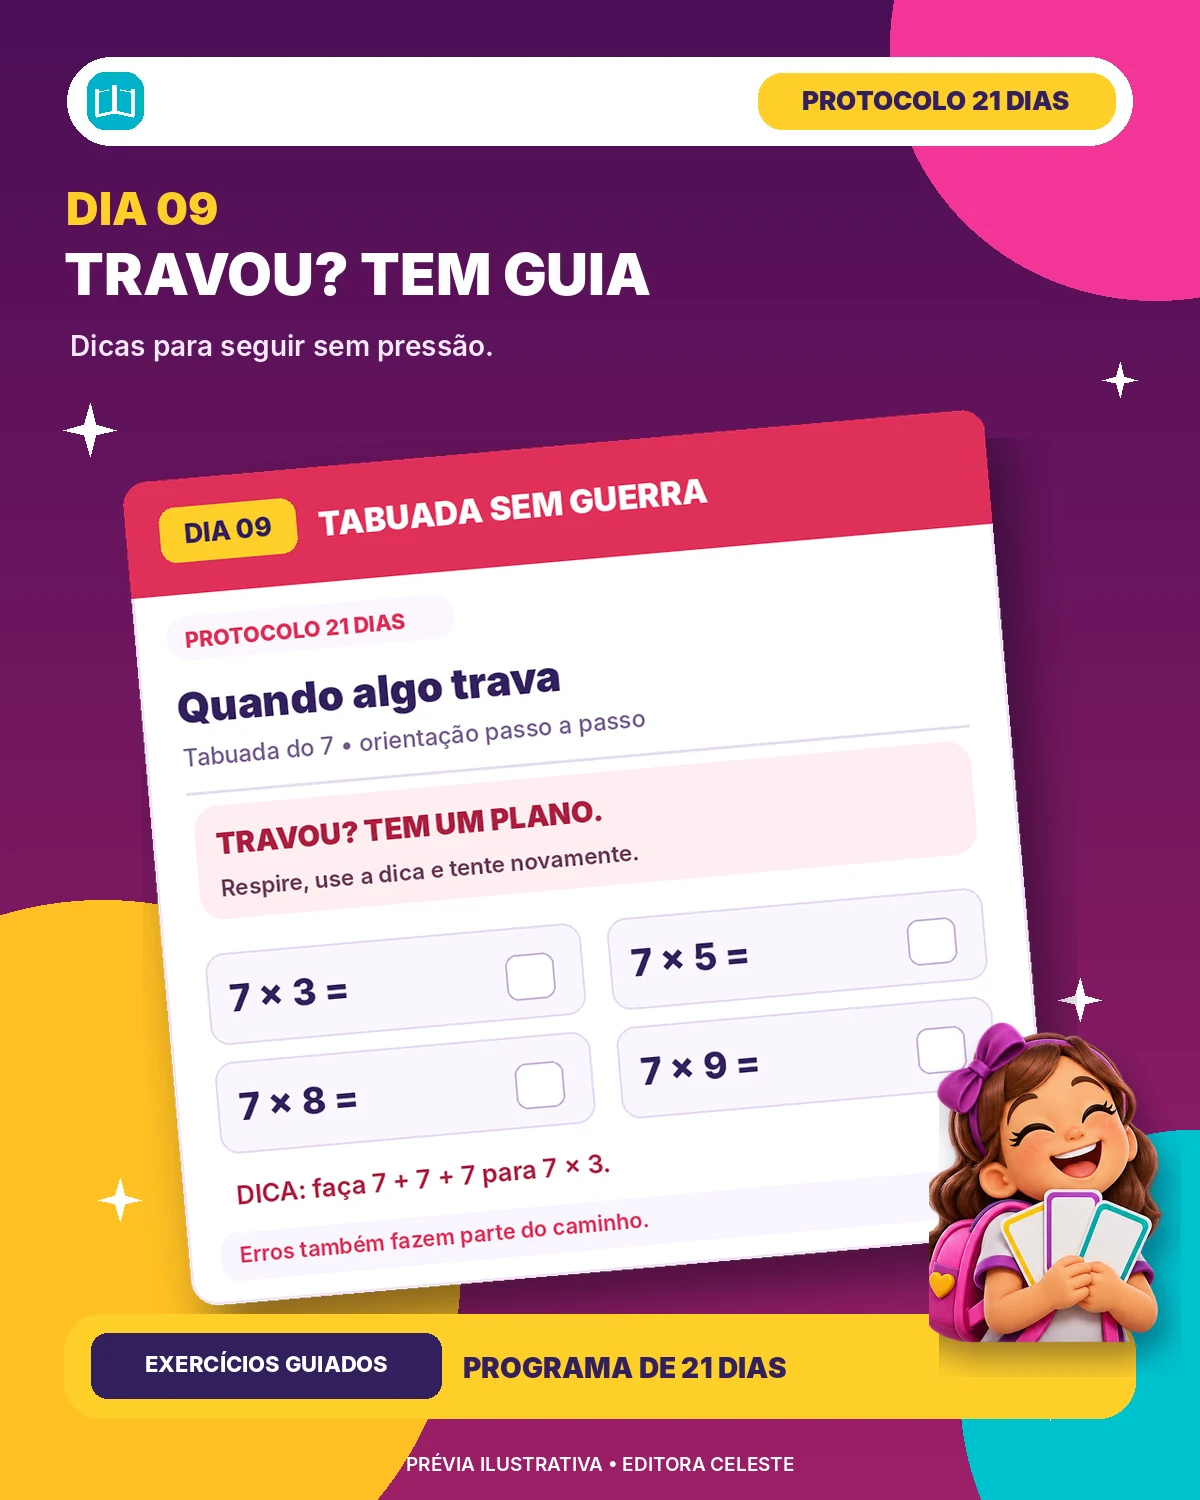 PROTOCOLO 21 DIAS
DIA 09
TRAVOU? TEM GUIA
Dicas para seguir sem pressão.
DIA 09 TABUADA SEM GUERRA
PROTOCOLO 21 DIAS
Quando algo trava
Tabuada do 7 • orientação passo a passo
TRAVOU? TEM UM PLANO.
Respire, use a dica e tente novamente.
7 × 3 =
7 × 5 =
7 × 8 =
7 × 9 =
DICA: faça 7 + 7 + 7 para 7 × 3.
Erros também fazem parte do caminho.
EXERCÍCIOS GUIADOS
PROGRAMA DE 21 DIAS
PRÉVIA ILUSTRATIVA • EDITORA CELESTE